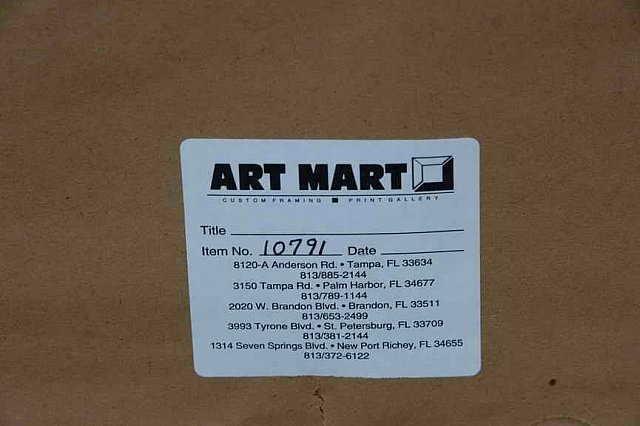 ART MART
CUSTOM FRAMING ■ PRINT GALLERY
Title
Item No. 10791 Date
8120-A Anderson Rd. • Tampa, FL 33634
813/885-2144
3150 Tampa Rd. • Palm Harbor, FL 34677
813/789-1144
2020 W. Brandon Blvd. • Brandon, FL 33511
813/653-2499
3993 Tyrone Blvd. • St. Petersburg, FL 33709
813/381-2144
1314 Seven Springs Blvd. • New Port Richey, FL 34655
813/372-6122